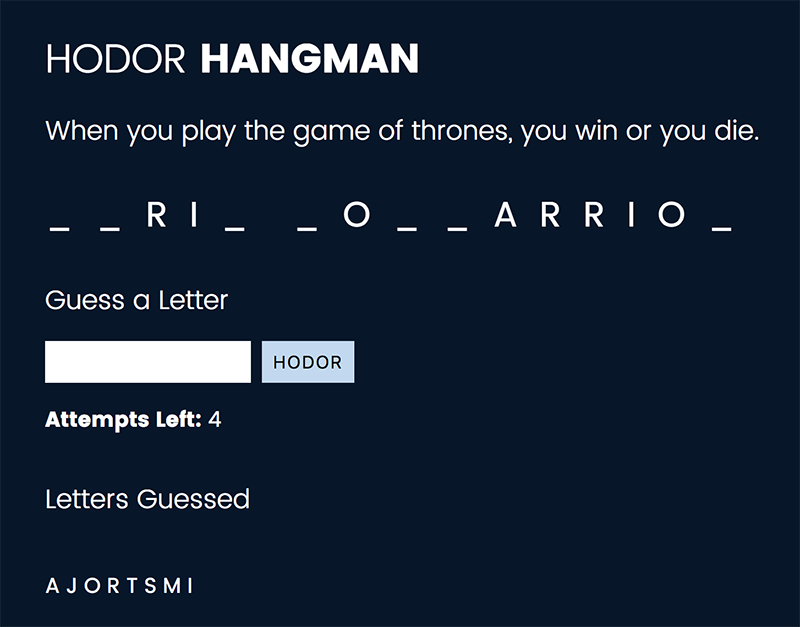 HODOR HANGMAN
When you play the game of thrones, you win or you die.
_ _ R I _  _ O _ _ A R R I O _
Guess a Letter
HODOR
Attempts Left: 4
Letters Guessed
A J O R T S M I